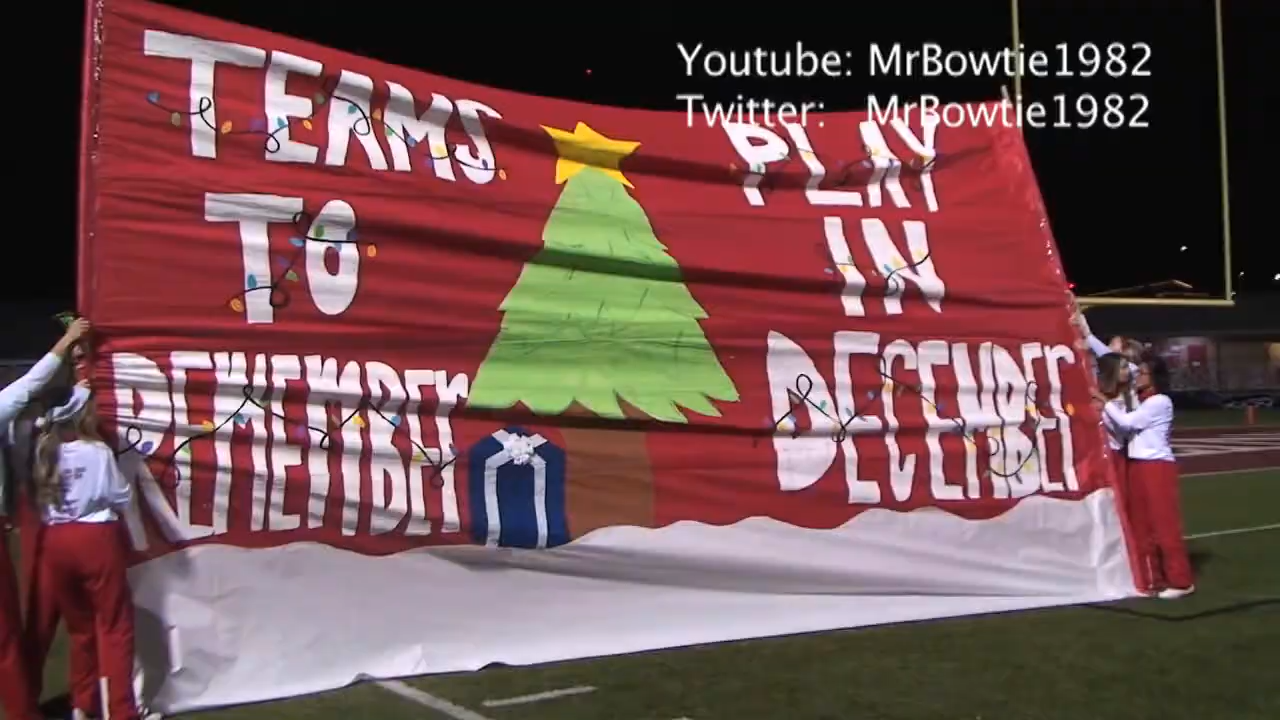 Youtube: MrBowtie1982
Twitter: MrBowtie1982
TEAMS
TO
REMEMBER
PLAY
IN
DECEMBER